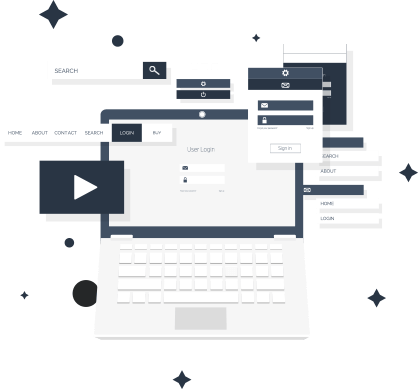 SEARCH
HOME ABOUT CONTACT SEARCH LOGIN BUY
User Login
Sign in
SEARCH
ABOUT
HOME
LOGIN